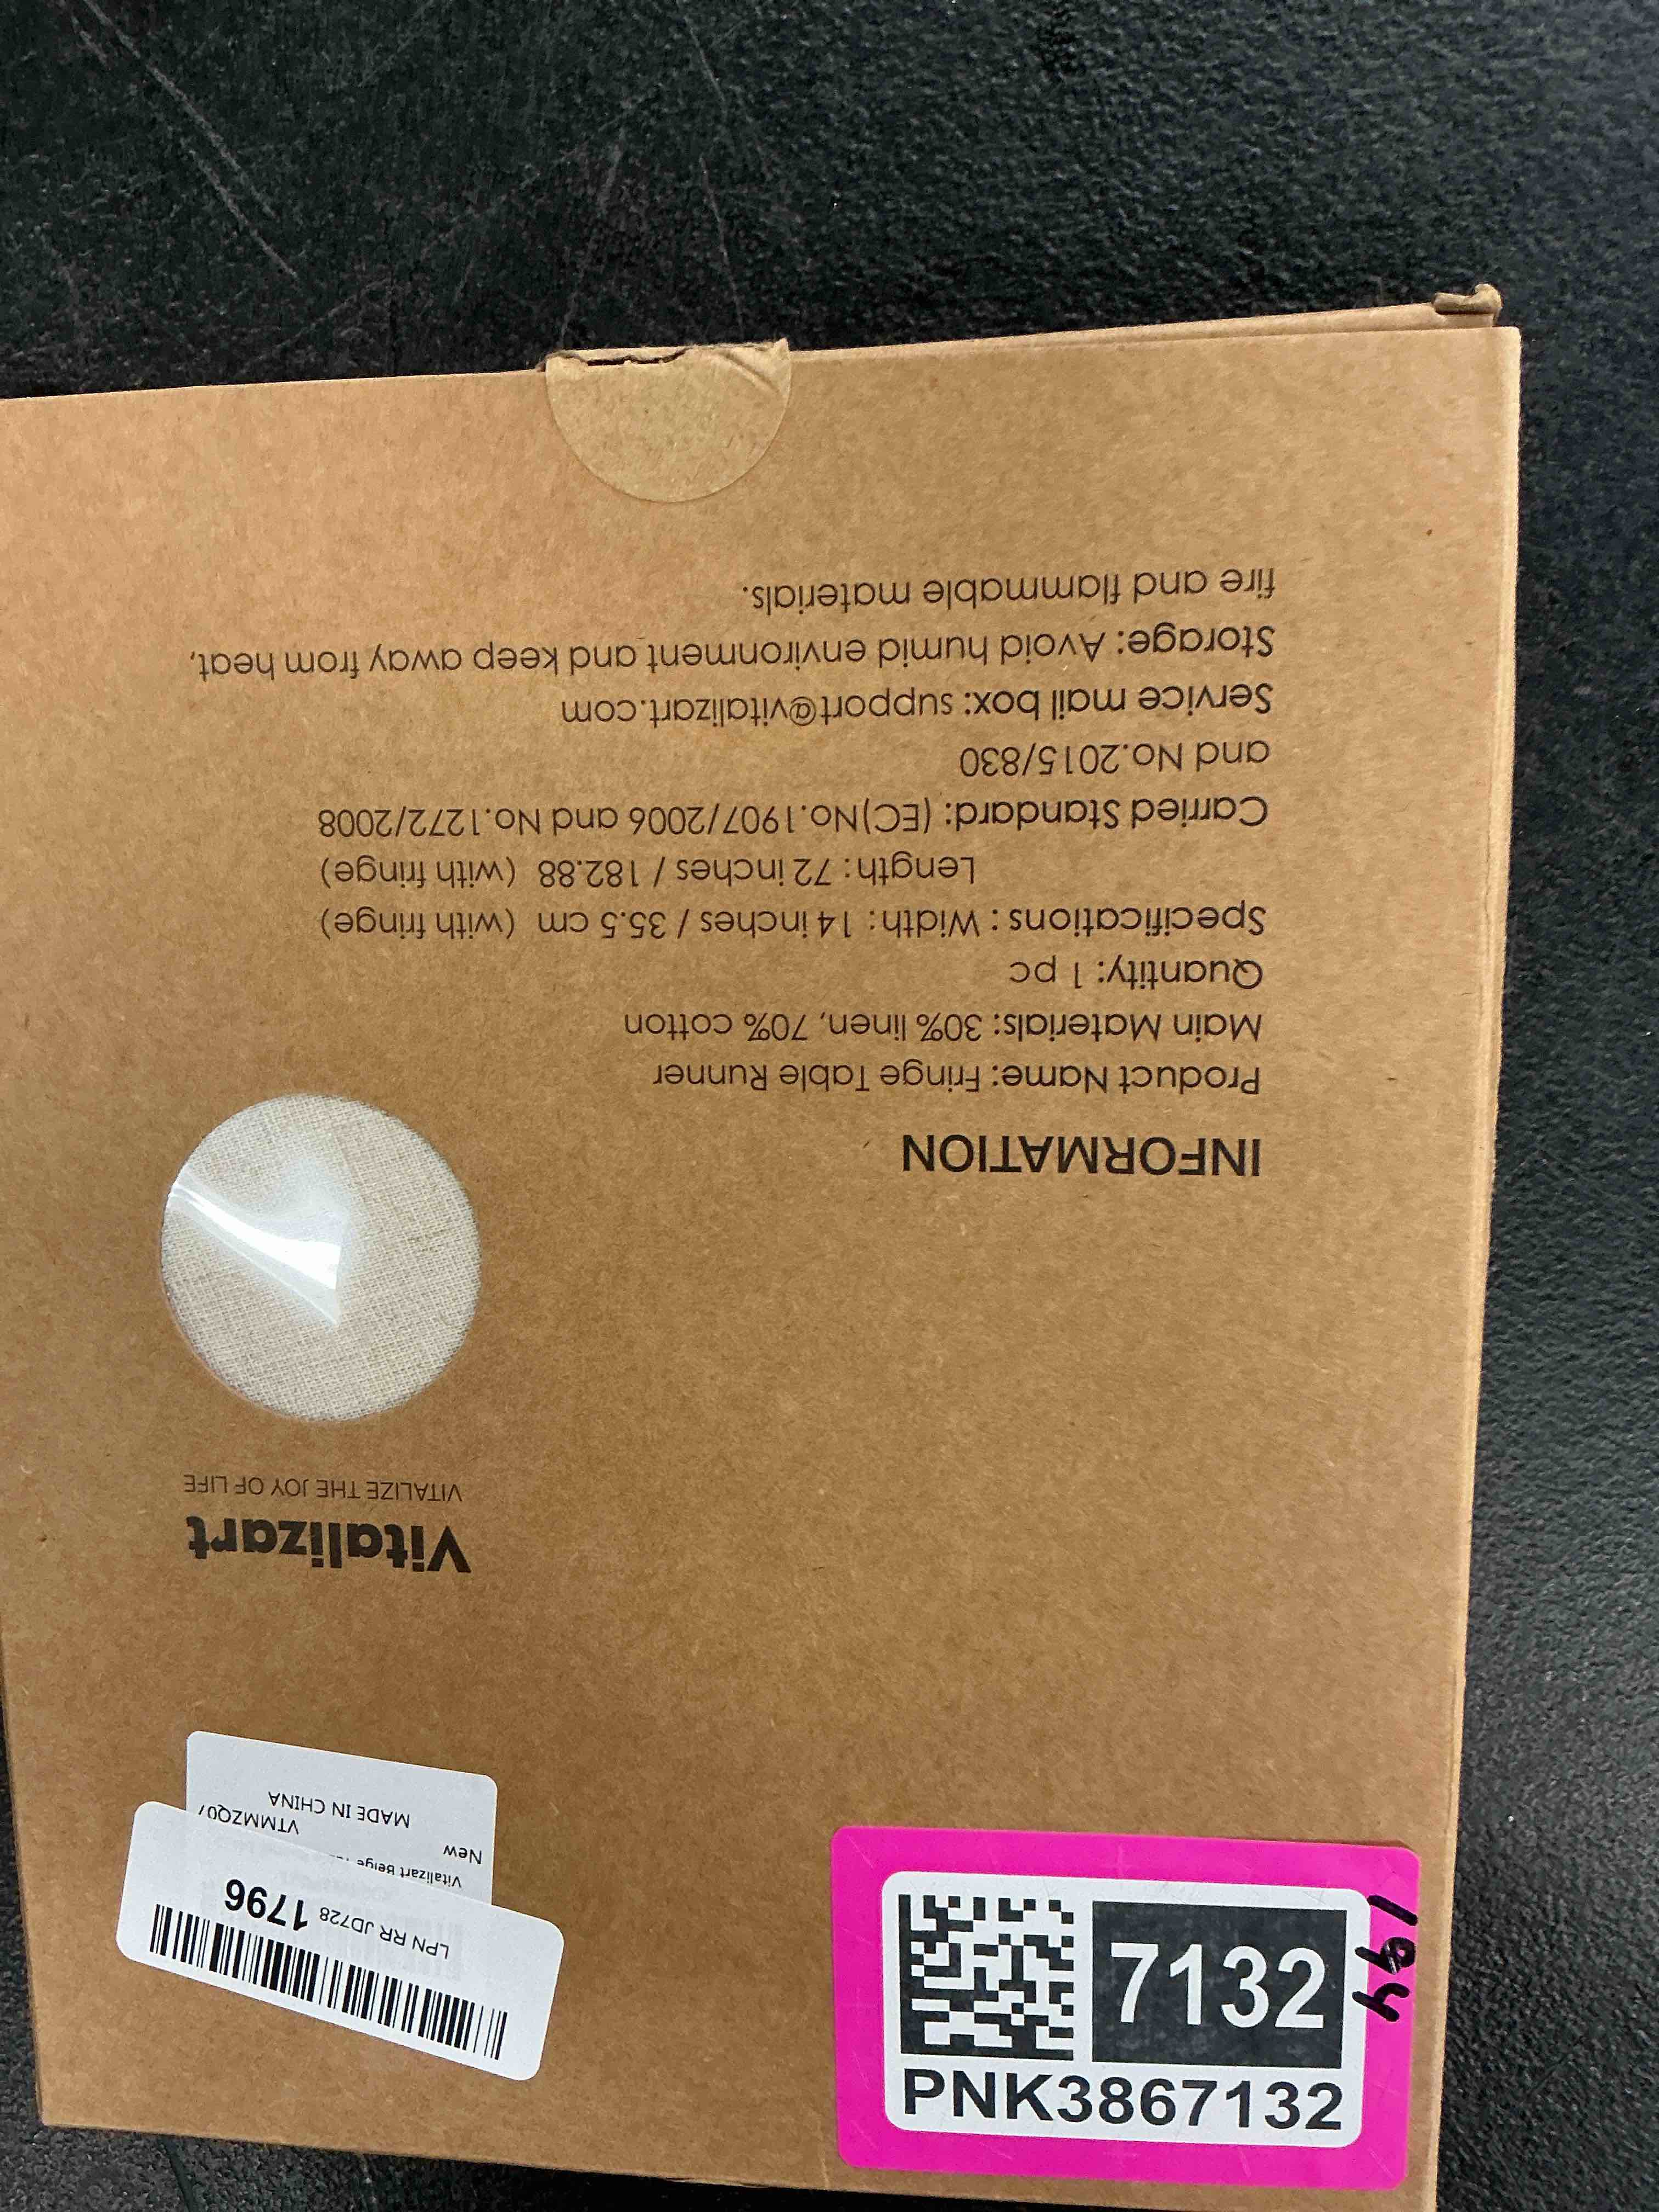 Vitalizart
VITALIZE THE JOY OF LIFE
INFORMATION
Product Name: Fringe Table Runner
Main Materials: 30% linen, 70% cotton
Quantity: 1 pc
Specifications : Width: 14 inches / 35.5 cm (with fringe)
Length: 72 inches / 182.88 (with fringe)
Carried Standard: (EC)No.1907/2006 and No.1272/2008
and No.2015/830
Service mail box: support@vitalizart.com
Storage: Avoid humid environment and keep away from heat,
fire and flammable materials.
LPN RR JD728 1796
Vitalizart Beige
New
VTMMZQ07
MADE IN CHINA
7132
PNK3867132